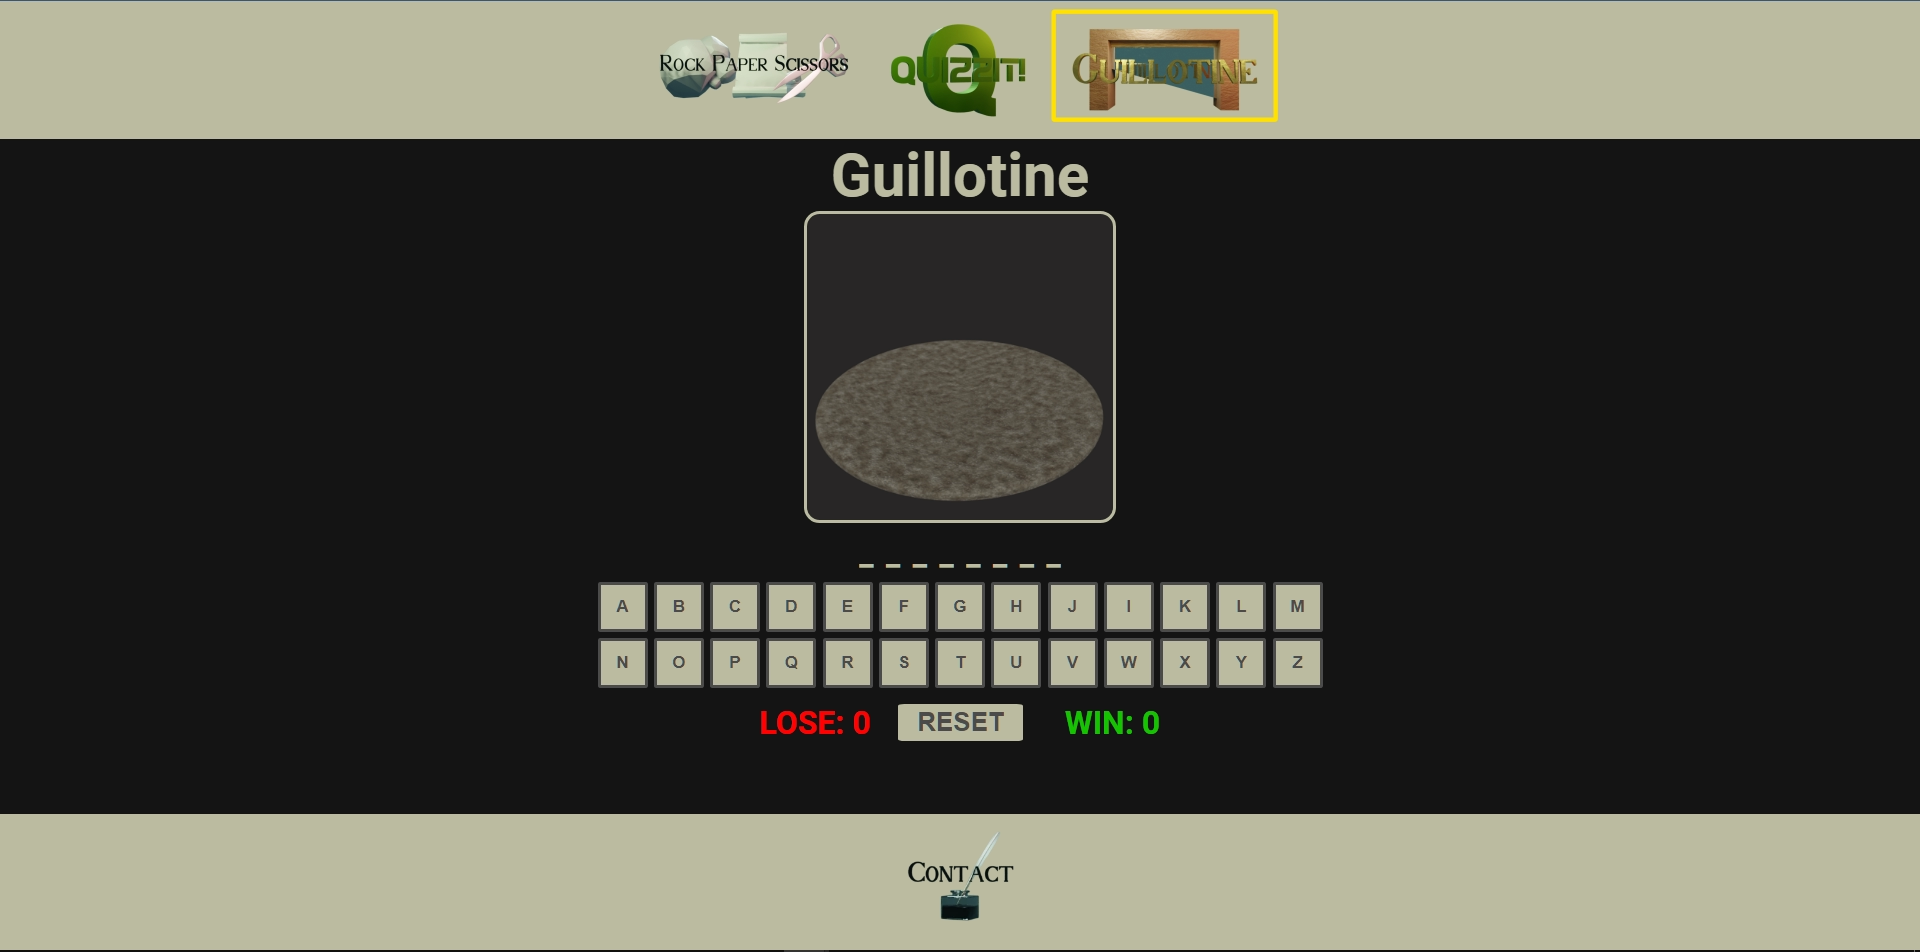 Rock Paper Scissors
QUIZZIT!
Guillotine
Guillotine
_ _ _ _ _ _ _ _
A B C D E F G H J I K L M
N O P Q R S T U V W X Y Z
LOSE: 0 RESET WIN: 0
Contact